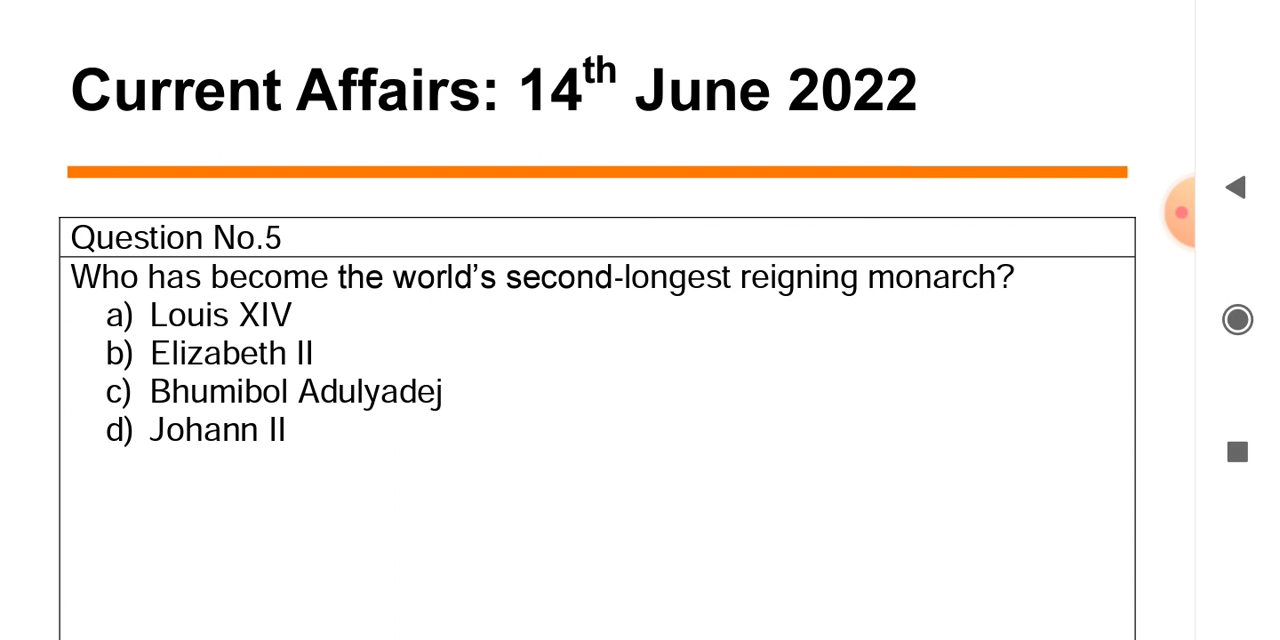 Current Affairs: 14th June 2022
Question No.5
Who has become the world’s second-longest reigning monarch?
a) Louis XIV
b) Elizabeth II
c) Bhumibol Adulyadej
d) Johann II